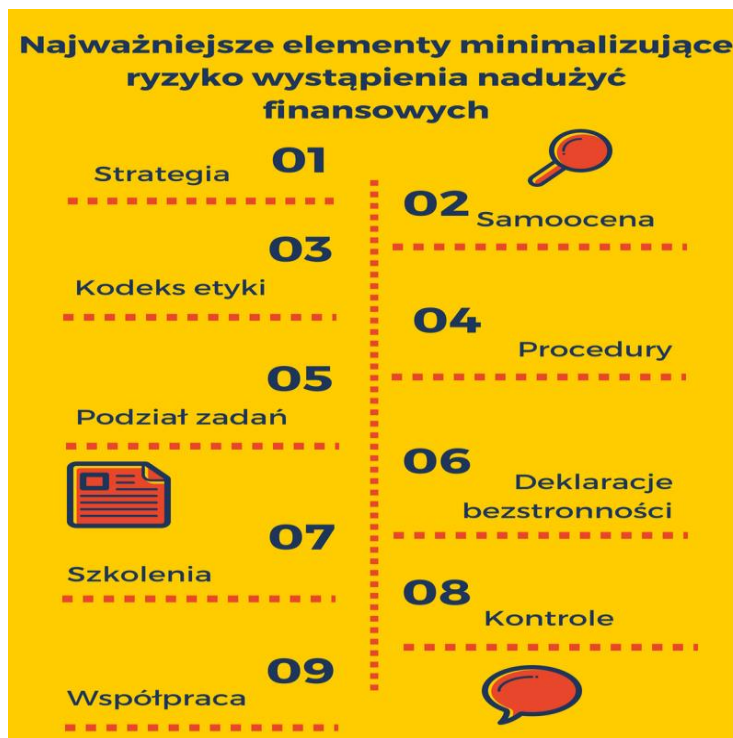 Najważniejsze elementy minimalizujące
ryzyko wystąpienia nadużyć
finansowych
01
Strategia
02
Samoocena
03
Kodeks etyki
04
Procedury
05
Podział zadań
06
Deklaracje
bezstronności
07
Szkolenia
08
Kontrole
09
Współpraca